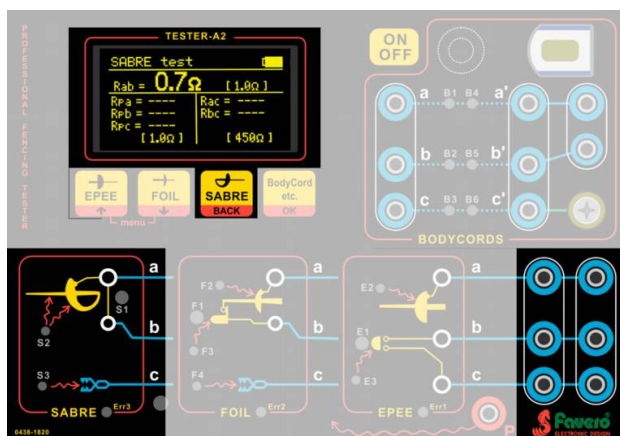 PROFESSIONAL FENCING TESTER
TESTER-A2
SABRE test
Rab = 0.7Ω [1.0Ω]
Rpa = ---- Rac = ----
Rpb = ---- Rbc = ----
Rpc = ----
[1.0Ω] [450Ω]
EPEE
FOIL
SABRE
BACK
BodyCord
etc.
OK
menu
ON
OFF
a B1 B4 a'
b B2 B5 b'
c B3 B6 c'
BODYCORDS
a
b
c
S1
S2
S3
SABRE Err3
a
b
c
F2
F1
F3
F4
FOIL Err2
a
b
c
E2
E1
E3
EPEE Err1
P
0438-1820
Favero
ELECTRONIC DESIGN